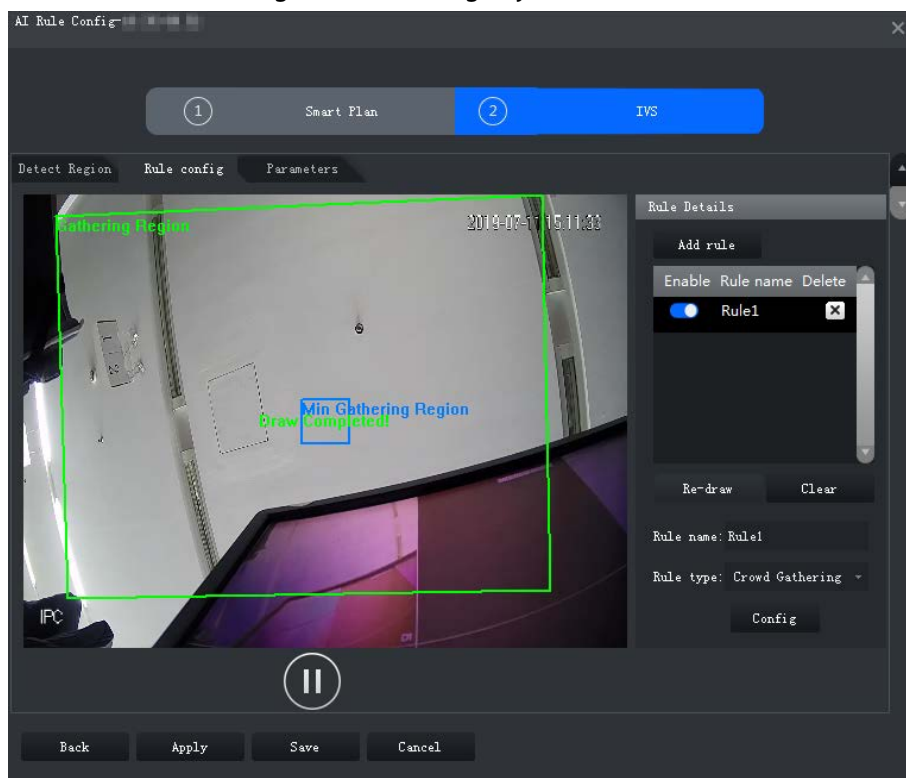 AI Rule Config-
1 Smart Plan 2 IVS
Detect Region Rule config Parameters
Gathering Region
2019-07-11 15:11:33
Min Gathering Region
Draw Completed!
IPC
Rule Details
Add rule
Enable Rule name Delete
Rule1
Re-draw Clear
Rule name: Rule1
Rule type: Crowd Gathering
Config
Back Apply Save Cancel